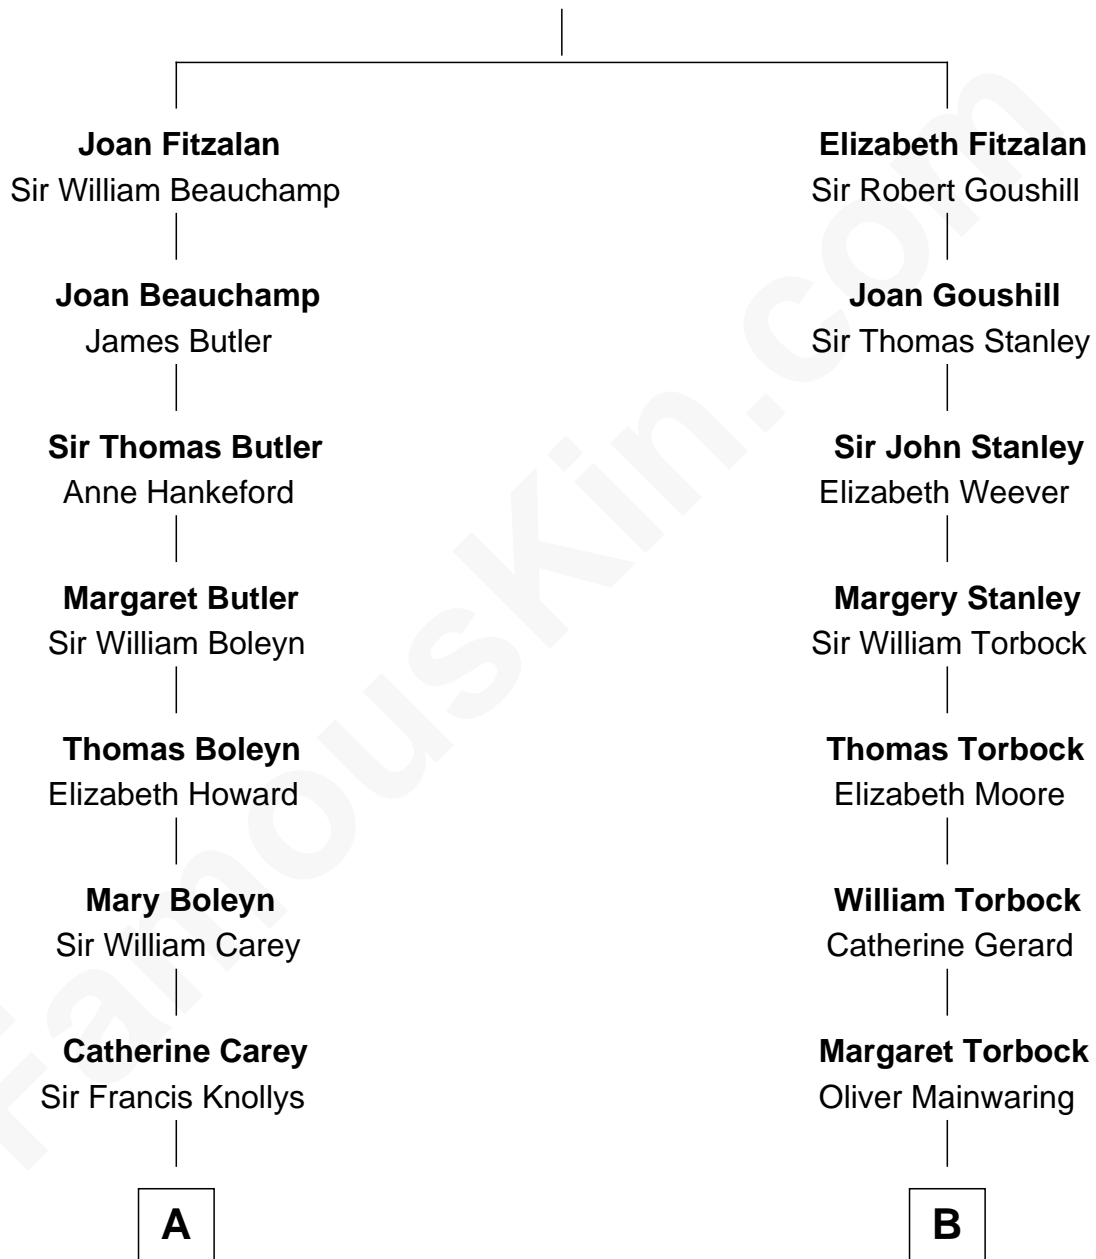 Joan Fitzalan
Sir William Beauchamp
Joan Beauchamp
James Butler
Sir Thomas Butler
Anne Hankeford
Margaret Butler
Sir William Boleyn
Thomas Boleyn
Elizabeth Howard
Mary Boleyn
Sir William Carey
Catherine Carey
Sir Francis Knollys
A
Elizabeth Fitzalan
Sir Robert Goushill
Joan Goushill
Sir Thomas Stanley
Sir John Stanley
Elizabeth Weever
Margery Stanley
Sir William Torbock
Thomas Torbock
Elizabeth Moore
William Torbock
Catherine Gerard
Margaret Torbock
Oliver Mainwaring
B
FamousKin.com